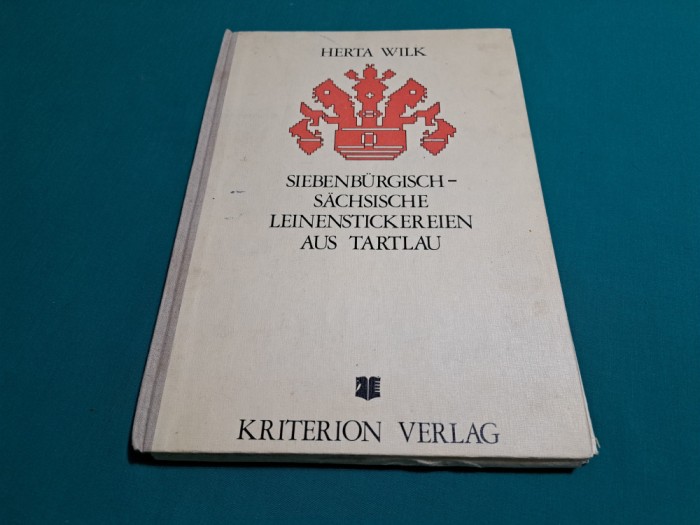 HERTA WILK
SIEBENBÜRGISCH-
SÄCHSISCHE
LEINENSTICKEREIEN
AUS TARTLAU
KRITERION VERLAG